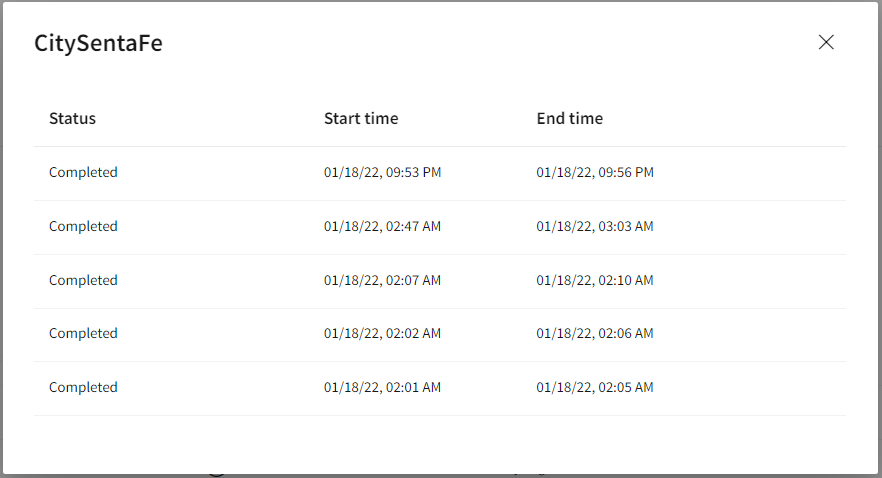 CitySentaFe
Status Start time End time
Completed 01/18/22, 09:53 PM 01/18/22, 09:56 PM
Completed 01/18/22, 02:47 AM 01/18/22, 03:03 AM
Completed 01/18/22, 02:07 AM 01/18/22, 02:10 AM
Completed 01/18/22, 02:02 AM 01/18/22, 02:06 AM
Completed 01/18/22, 02:01 AM 01/18/22, 02:05 AM